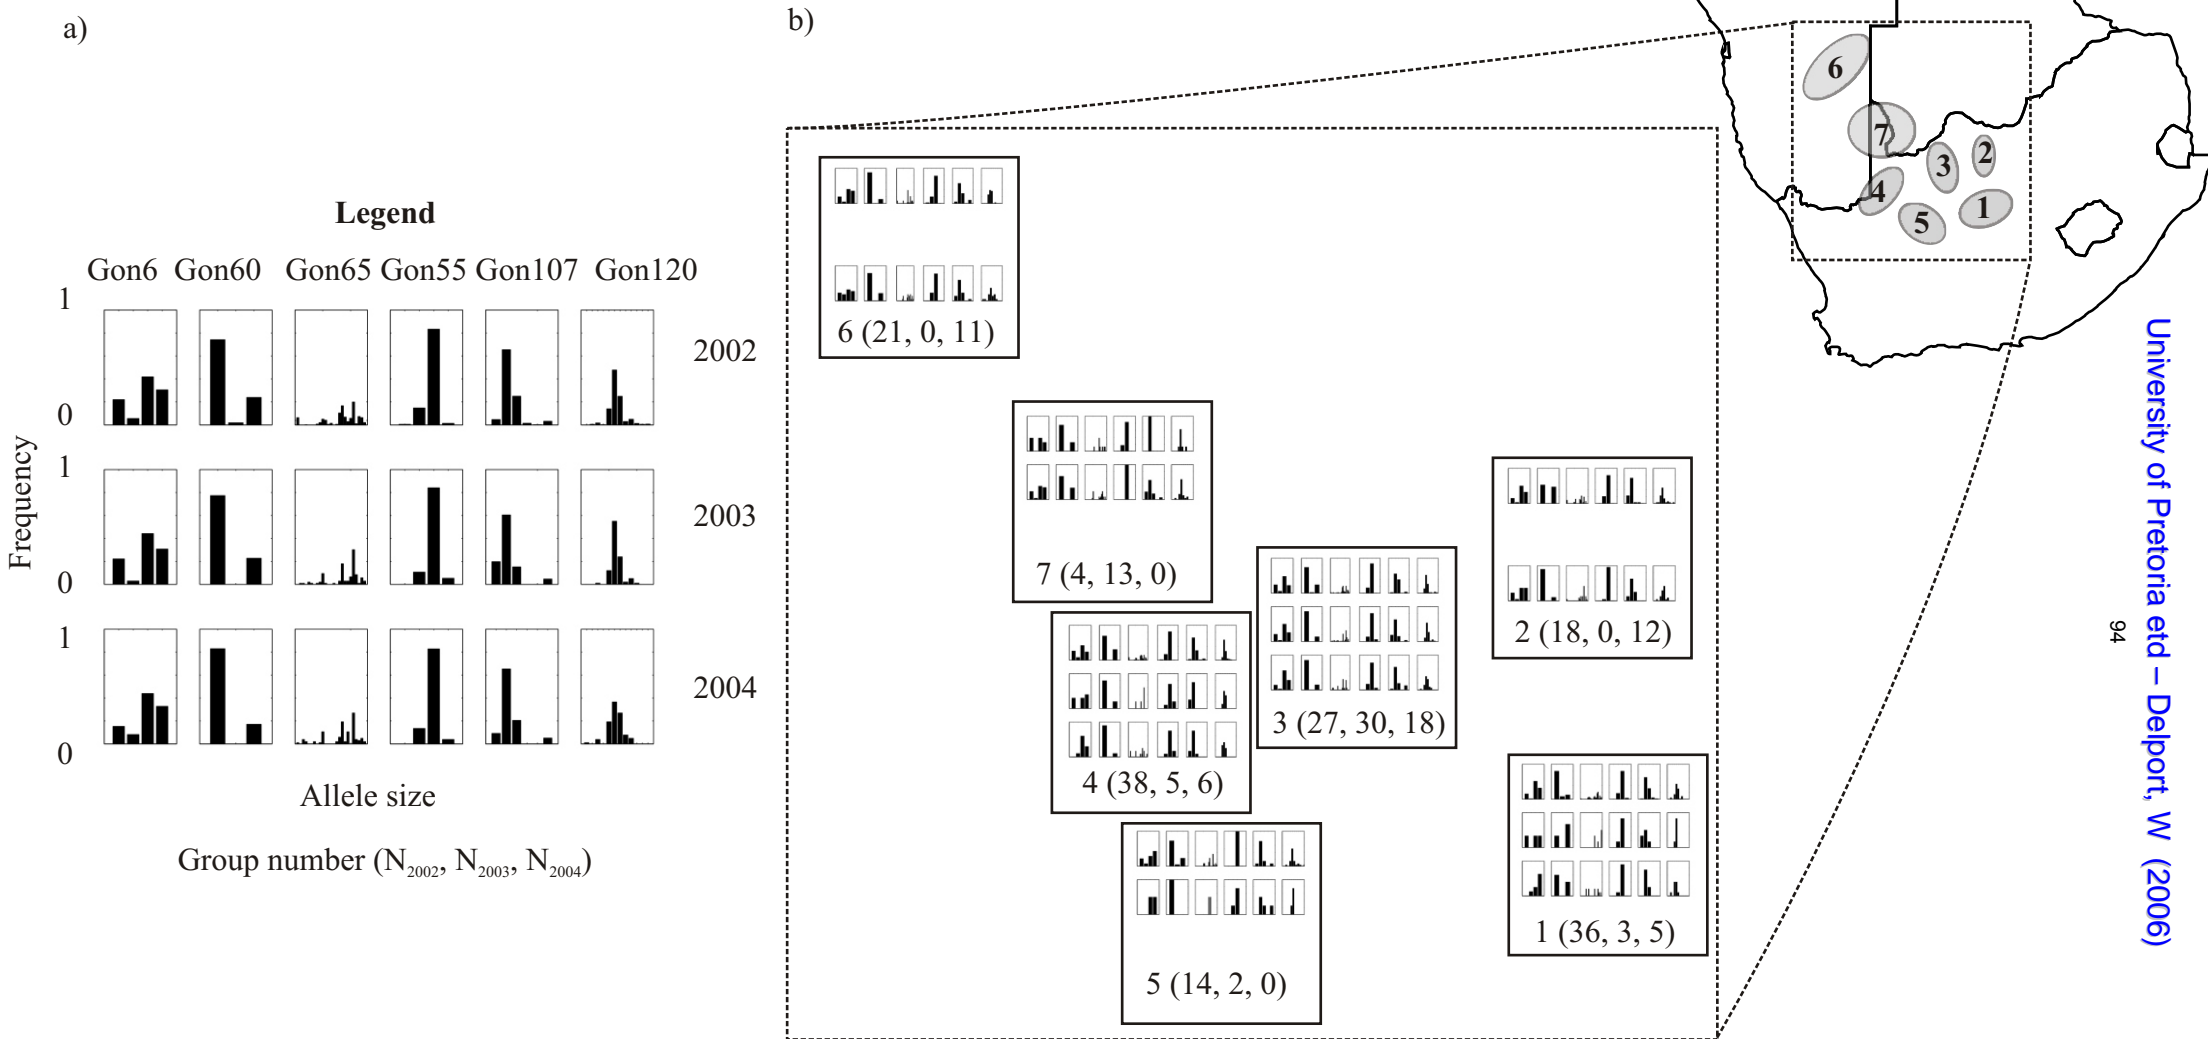 a)
Legend
Gon6 Gon60 Gon65 Gon55 Gon107 Gon120
1
0
2002
1
0
2003
1
0
2004
Frequency
Allele size
Group number (N2002, N2003, N2004)
b)
6 (21, 0, 11)
7 (4, 13, 0)
2 (18, 0, 12)
3 (27, 30, 18)
4 (38, 5, 6)
1 (36, 3, 5)
5 (14, 2, 0)
6
7
2
3
4
1
5
University of Pretoria etd – Delport, W (2006)
94